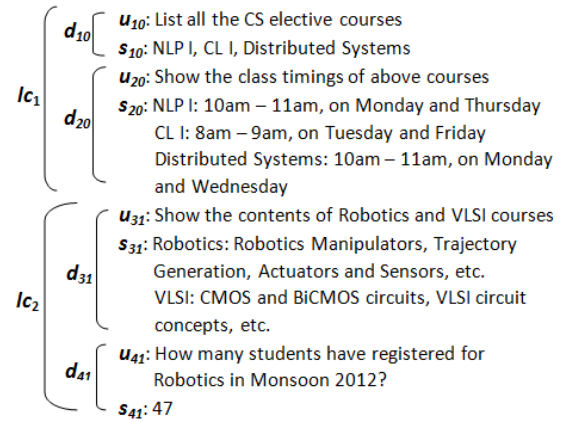 lc1
d10
u10: List all the CS elective courses
s10: NLP I, CL I, Distributed Systems
d20
u20: Show the class timings of above courses
s20: NLP I: 10am – 11am, on Monday and Thursday
CL I: 8am – 9am, on Tuesday and Friday
Distributed Systems: 10am – 11am, on Monday
and Wednesday
lc2
d31
u31: Show the contents of Robotics and VLSI courses
s31: Robotics: Robotics Manipulators, Trajectory
Generation, Actuators and Sensors, etc.
VLSI: CMOS and BiCMOS circuits, VLSI circuit
concepts, etc.
d41
u41: How many students have registered for
Robotics in Monsoon 2012?
s41: 47